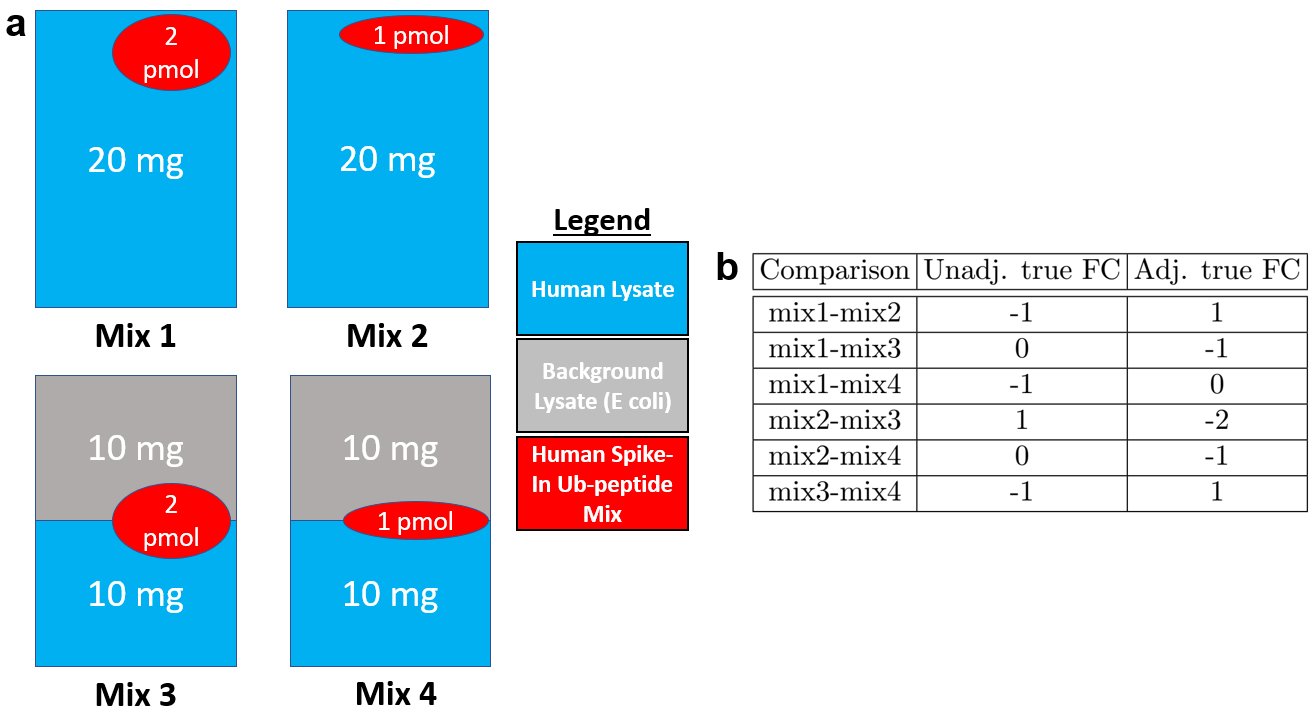 a
2
pmol
20 mg
Mix 1
1 pmol
20 mg
Mix 2
10 mg
2
pmol
10 mg
Mix 3
10 mg
1 pmol
10 mg
Mix 4
Legend
Human Lysate
Background
Lysate (E coli)
Human Spike-
In Ub-peptide
Mix
b
Comparison Unadj. true FC Adj. true FC
mix1-mix2 -1 1
mix1-mix3 0 -1
mix1-mix4 -1 0
mix2-mix3 1 -2
mix2-mix4 0 -1
mix3-mix4 -1 1